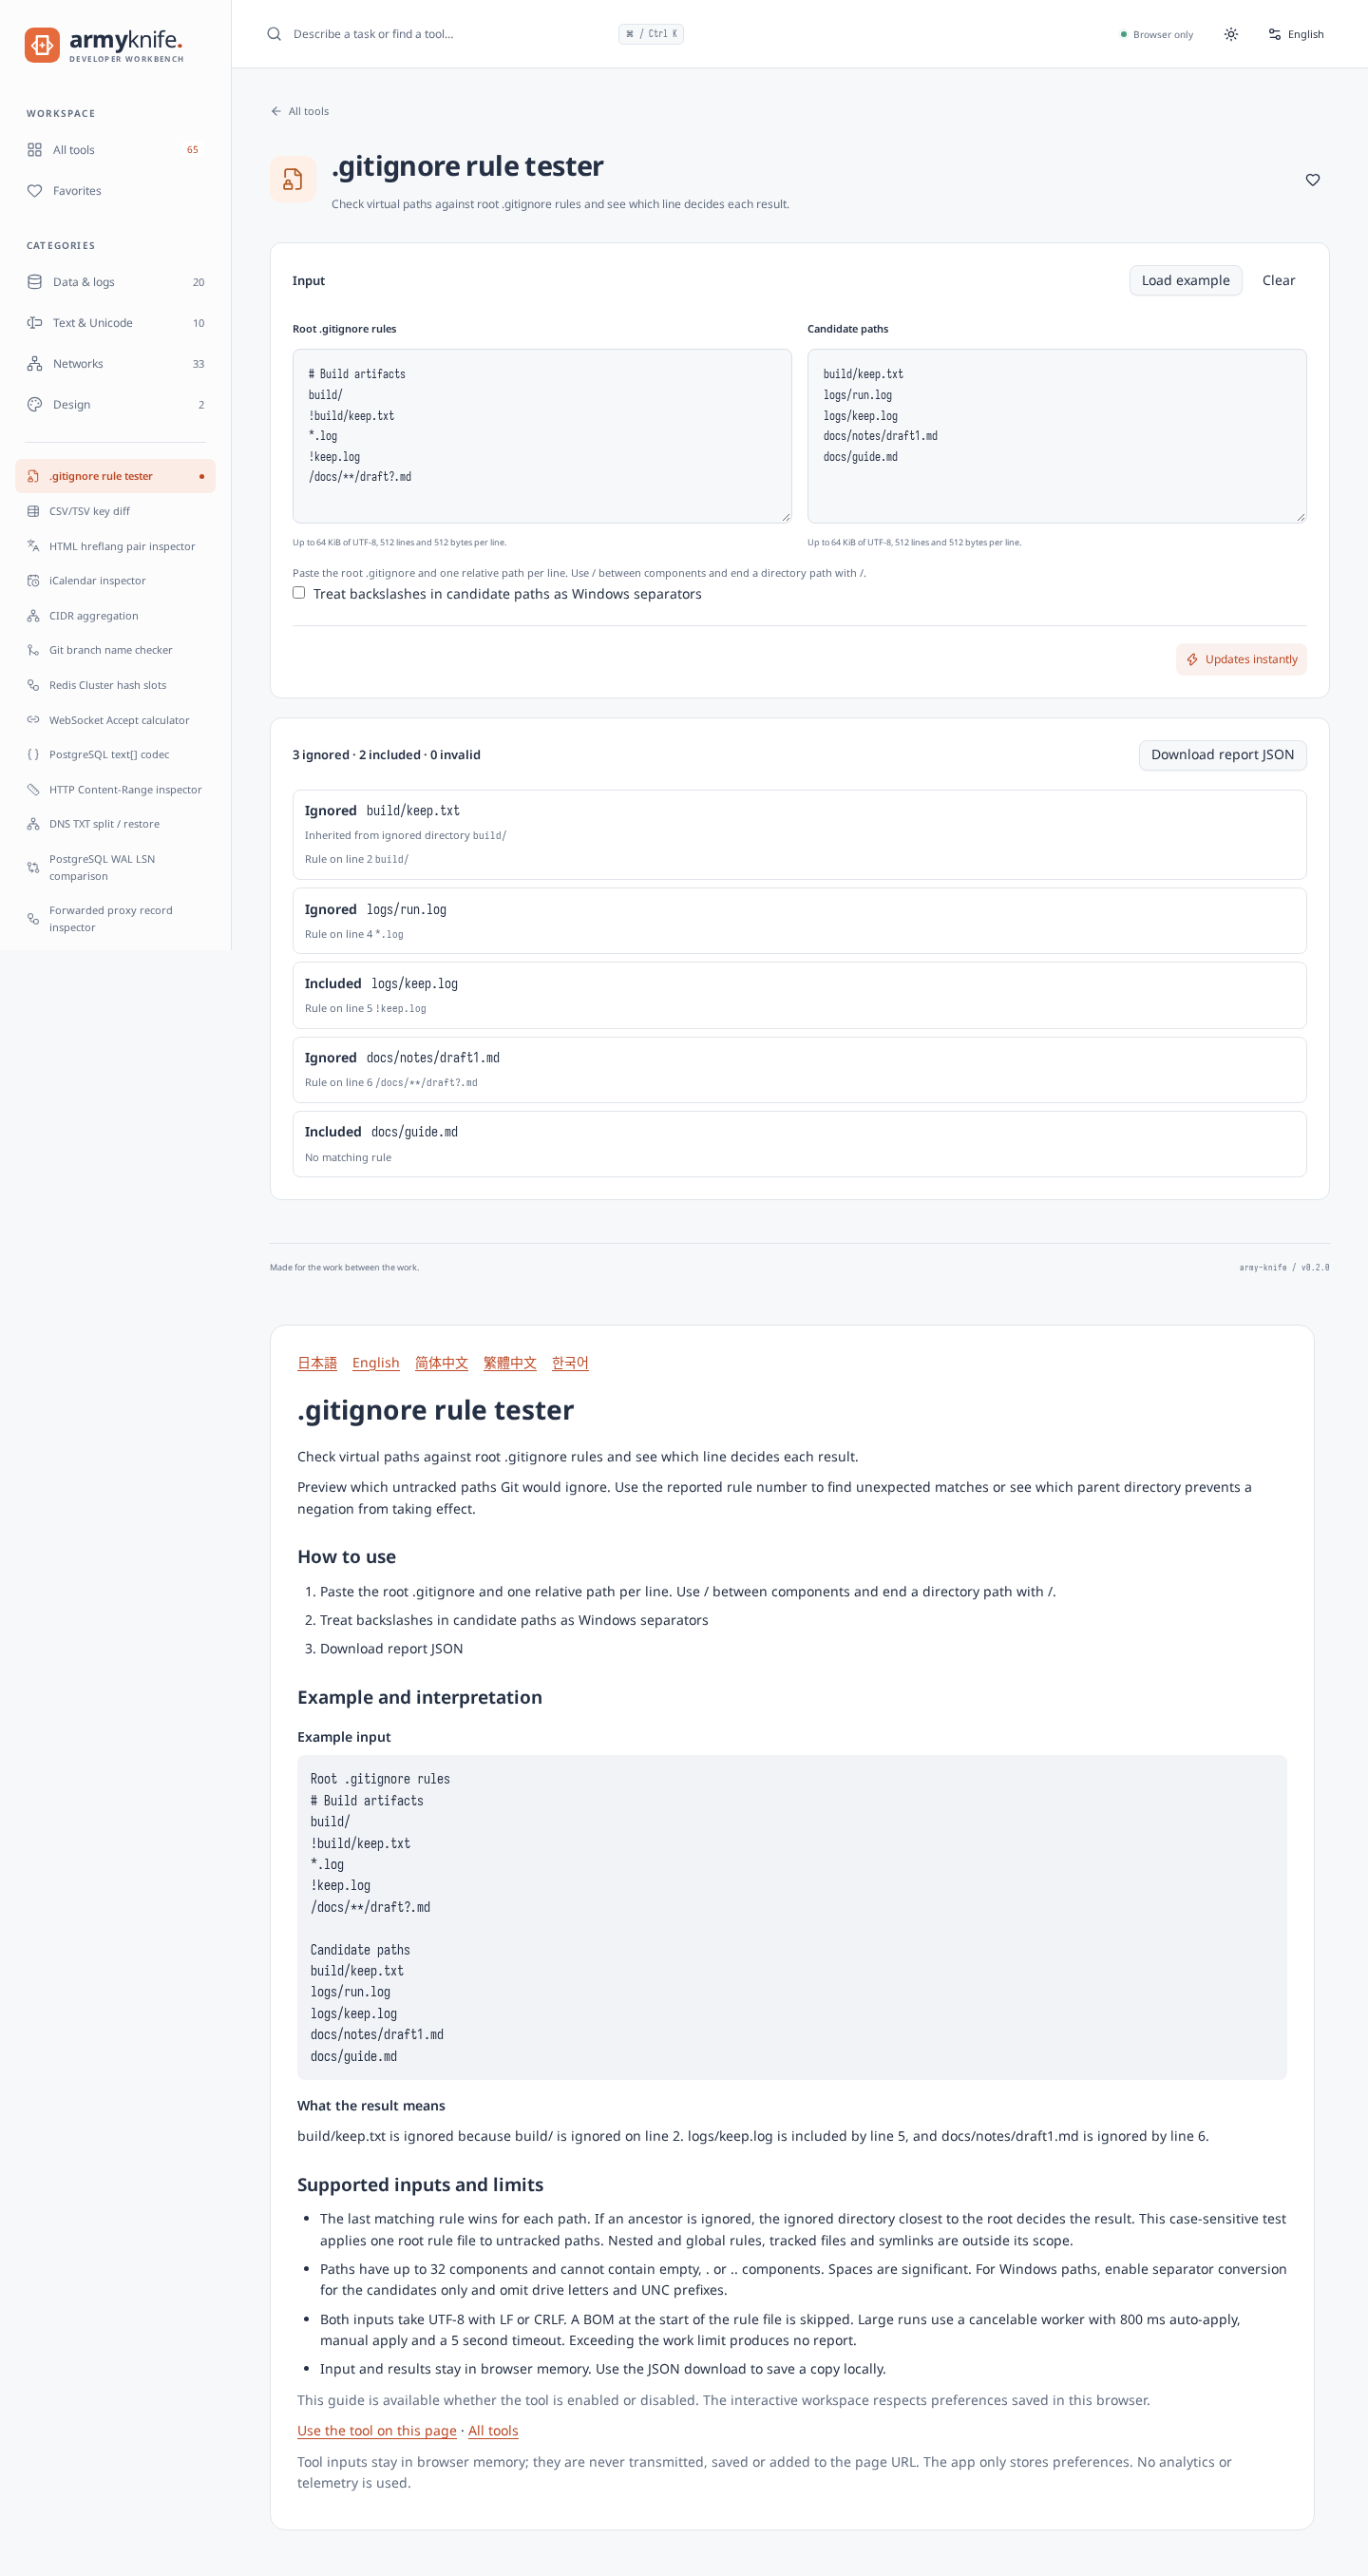 armyknife.
DEVELOPER WORKBENCH
WORKSPACE
All tools 65
Favorites
CATEGORIES
Data & logs 20
Text & Unicode 10
Networks 33
Design 2
.gitignore rule tester
CSV/TSV key diff
HTML hreflang pair inspector
iCalendar inspector
CIDR aggregation
Git branch name checker
Redis Cluster hash slots
WebSocket Accept calculator
PostgreSQL text[] codec
HTTP Content-Range inspector
DNS TXT split / restore
PostgreSQL WAL LSN
comparison
Forwarded proxy record
inspector
Describe a task or find a tool...
⌘ / Ctrl K
Browser only
English
All tools
.gitignore rule tester
Check virtual paths against root .gitignore rules and see which line decides each result.
Input
Load example
Clear
Root .gitignore rules
# Build artifacts
build/
!build/keep.txt
*.log
!keep.log
/docs/**/draft?.md
Up to 64 KiB of UTF-8, 512 lines and 512 bytes per line.
Candidate paths
build/keep.txt
logs/run.log
logs/keep.log
docs/notes/draft1.md
docs/guide.md
Up to 64 KiB of UTF-8, 512 lines and 512 bytes per line.
Paste the root .gitignore and one relative path per line. Use / between components and end a directory path with /.
Treat backslashes in candidate paths as Windows separators
Updates instantly
3 ignored · 2 included · 0 invalid
Download report JSON
Ignored build/keep.txt
Inherited from ignored directory build/
Rule on line 2 build/
Ignored logs/run.log
Rule on line 4 *.log
Included logs/keep.log
Rule on line 5 !keep.log
Ignored docs/notes/draft1.md
Rule on line 6 /docs/**/draft?.md
Included docs/guide.md
No matching rule
Made for the work between the work.
army-knife / v0.2.0
日本語 English 简体中文 繁體中文 한국어
.gitignore rule tester
Check virtual paths against root .gitignore rules and see which line decides each result.
Preview which untracked paths Git would ignore. Use the reported rule number to find unexpected matches or see which parent directory prevents a
negation from taking effect.
How to use
1. Paste the root .gitignore and one relative path per line. Use / between components and end a directory path with /.
2. Treat backslashes in candidate paths as Windows separators
3. Download report JSON
Example and interpretation
Example input
Root .gitignore rules
# Build artifacts
build/
!build/keep.txt
*.log
!keep.log
/docs/**/draft?.md
Candidate paths
build/keep.txt
logs/run.log
logs/keep.log
docs/notes/draft1.md
docs/guide.md
What the result means
build/keep.txt is ignored because build/ is ignored on line 2. logs/keep.log is included by line 5, and docs/notes/draft1.md is ignored by line 6.
Supported inputs and limits
• The last matching rule wins for each path. If an ancestor is ignored, the ignored directory closest to the root decides the result. This case-sensitive test
applies one root rule file to untracked paths. Nested and global rules, tracked files and symlinks are outside its scope.
• Paths have up to 32 components and cannot contain empty, . or .. components. Spaces are significant. For Windows paths, enable separator conversion
for the candidates only and omit drive letters and UNC prefixes.
• Both inputs take UTF-8 with LF or CRLF. A BOM at the start of the rule file is skipped. Large runs use a cancelable worker with 800 ms auto-apply,
manual apply and a 5 second timeout. Exceeding the work limit produces no report.
• Input and results stay in browser memory. Use the JSON download to save a copy locally.
This guide is available whether the tool is enabled or disabled. The interactive workspace respects preferences saved in this browser.
Use the tool on this page · All tools
Tool inputs stay in browser memory; they are never transmitted, saved or added to the page URL. The app only stores preferences. No analytics or
telemetry is used.